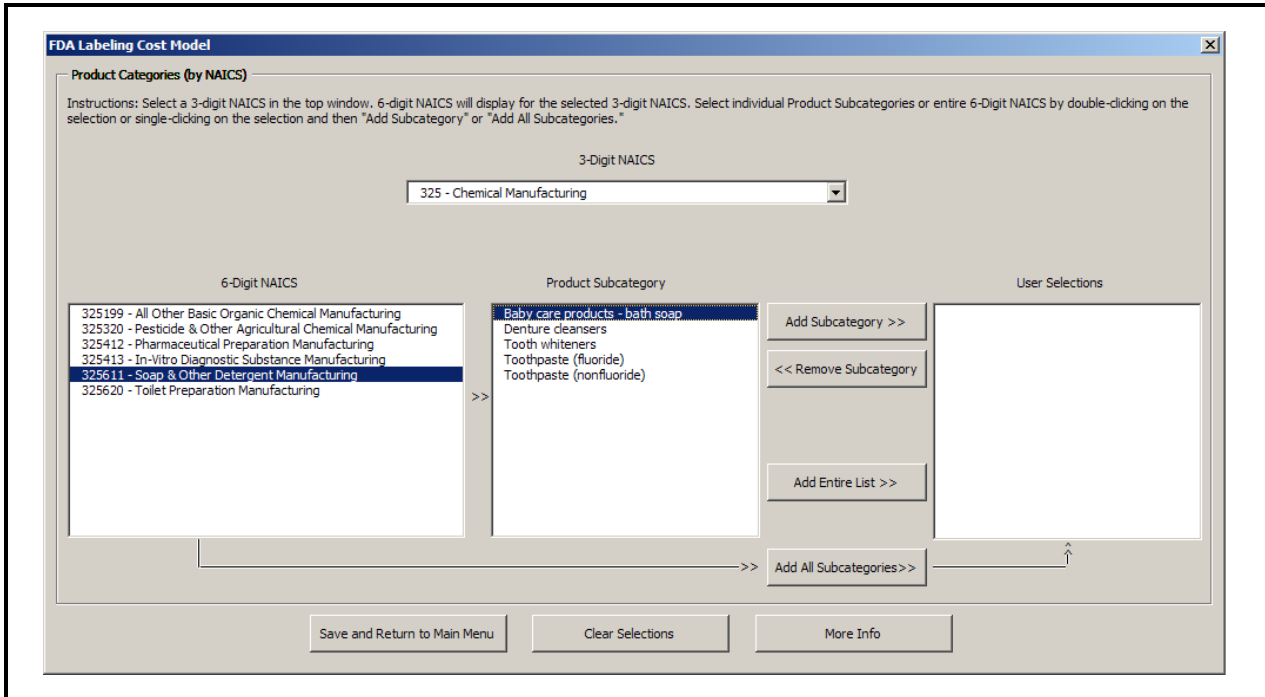 FDA Labeling Cost Model
Product Categories (by NAICS)
Instructions: Select a 3-digit NAICS in the top window. 6-digit NAICS will display for the selected 3-digit NAICS. Select individual Product Subcategories or entire 6-Digit NAICS by double-clicking on the
selection or single-clicking on the selection and then "Add Subcategory" or "Add All Subcategories."
3-Digit NAICS
325 - Chemical Manufacturing
6-Digit NAICS
325199 - All Other Basic Organic Chemical Manufacturing
325320 - Pesticide & Other Agricultural Chemical Manufacturing
325412 - Pharmaceutical Preparation Manufacturing
325413 - In-Vitro Diagnostic Substance Manufacturing
325611 - Soap & Other Detergent Manufacturing
325620 - Toilet Preparation Manufacturing
>>
Product Subcategory
Baby care products - bath soap
Denture cleansers
Tooth whiteners
Toothpaste (fluoride)
Toothpaste (nonfluoride)
Add Subcategory >>
<< Remove Subcategory
Add Entire List >>
>>
Add All Subcategories>>
User Selections
Save and Return to Main Menu
Clear Selections
More Info